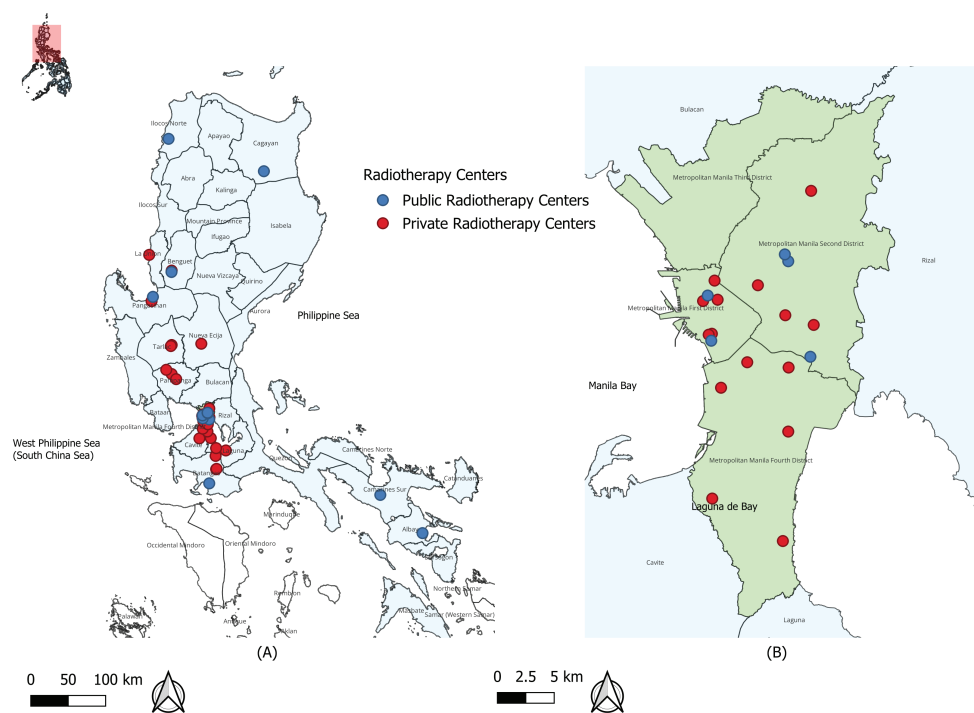 Ilocos Norte
Apayao
Cagayan
Abra
Kalinga
Ilocos Sur
Mountain Province
Ifugao
Isabela
La Union
Benguet
Nueva Vizcaya
Quirino
Pangasinan
Aurora
Nueva Ecija
Tarlac
Zambales
Pampanga
Bulacan
Bataan
Rizal
Metropolitan Manila Fourth District
Cavite
Laguna
Batangas
Quezon
Camarines Norte
Camarines Sur
Catanduanes
Albay
Sorsogon
Marinduque
Occidental Mindoro
Oriental Mindoro
Romblon
Northern Samar
Masbate
Samar (Western Samar)
Palawan
Antique
Aklan
Philippine Sea
West Philippine Sea
(South China Sea)
Radiotherapy Centers
Public Radiotherapy Centers
Private Radiotherapy Centers
(A)
0 50 100 km
Bulacan
Metropolitan Manila Third District
Metropolitan Manila Second District
Rizal
Metropolitan Manila First District
Manila Bay
Metropolitan Manila Fourth District
Laguna de Bay
Cavite
Laguna
(B)
0 2.5 5 km